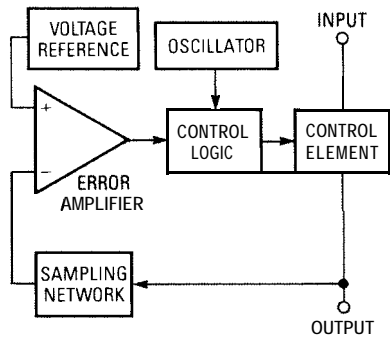 VOLTAGE
REFERENCE
OSCILLATOR
INPUT
+
−
ERROR
AMPLIFIER
CONTROL
LOGIC
CONTROL
ELEMENT
SAMPLING
NETWORK
OUTPUT